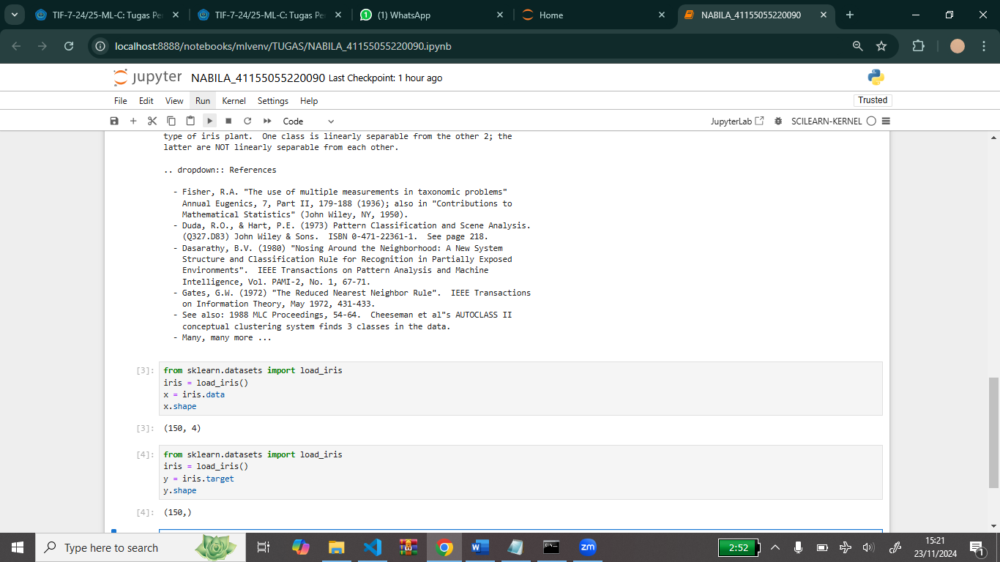 TIF-7-24/25-ML-C: Tugas Pe
TIF-7-24/25-ML-C: Tugas Pe
(1) WhatsApp
Home
NABILA_41155055220090
localhost:8888/notebooks/mlvenv/TUGAS/NABILA_41155055220090.ipynb
jupyter NABILA_41155055220090 Last Checkpoint: 1 hour ago
File Edit View Run Kernel Settings Help
Trusted
Code
JupyterLab
SCILEARN-KERNEL
type of iris plant.  One class is linearly separable from the other 2; the
latter are NOT linearly separable from each other.
.. dropdown:: References
- Fisher, R.A. "The use of multiple measurements in taxonomic problems"
Annual Eugenics, 7, Part II, 179-188 (1936); also in "Contributions to
Mathematical Statistics" (John Wiley, NY, 1950).
- Duda, R.O., & Hart, P.E. (1973) Pattern Classification and Scene Analysis.
(Q327.D83) John Wiley & Sons.  ISBN 0-471-22361-1.  See page 218.
- Dasarathy, B.V. (1980) "Nosing Around the Neighborhood: A New System
Structure and Classification Rule for Recognition in Partially Exposed
Environments".  IEEE Transactions on Pattern Analysis and Machine
Intelligence, Vol. PAMI-2, No. 1, 67-71.
- Gates, G.W. (1972) "The Reduced Nearest Neighbor Rule".  IEEE Transactions
on Information Theory, May 1972, 431-433.
- See also: 1988 MLC Proceedings, 54-64.  Cheeseman et al"s AUTOCLASS II
conceptual clustering system finds 3 classes in the data.
- Many, many more ...
[3]: from sklearn.datasets import load_iris
iris = load_iris()
x = iris.data
x.shape
[3]: (150, 4)
[4]: from sklearn.datasets import load_iris
iris = load_iris()
y = iris.target
y.shape
[4]: (150,)
Type here to search
zm
2:52
15:21
23/11/2024
1